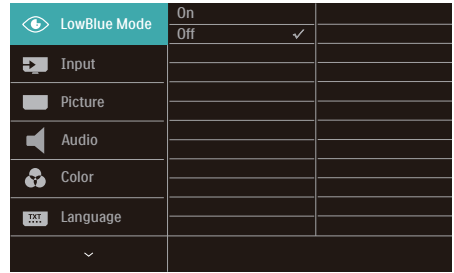 LowBlue Mode
On
Off
Input
Picture
Audio
Color
TXT
Language